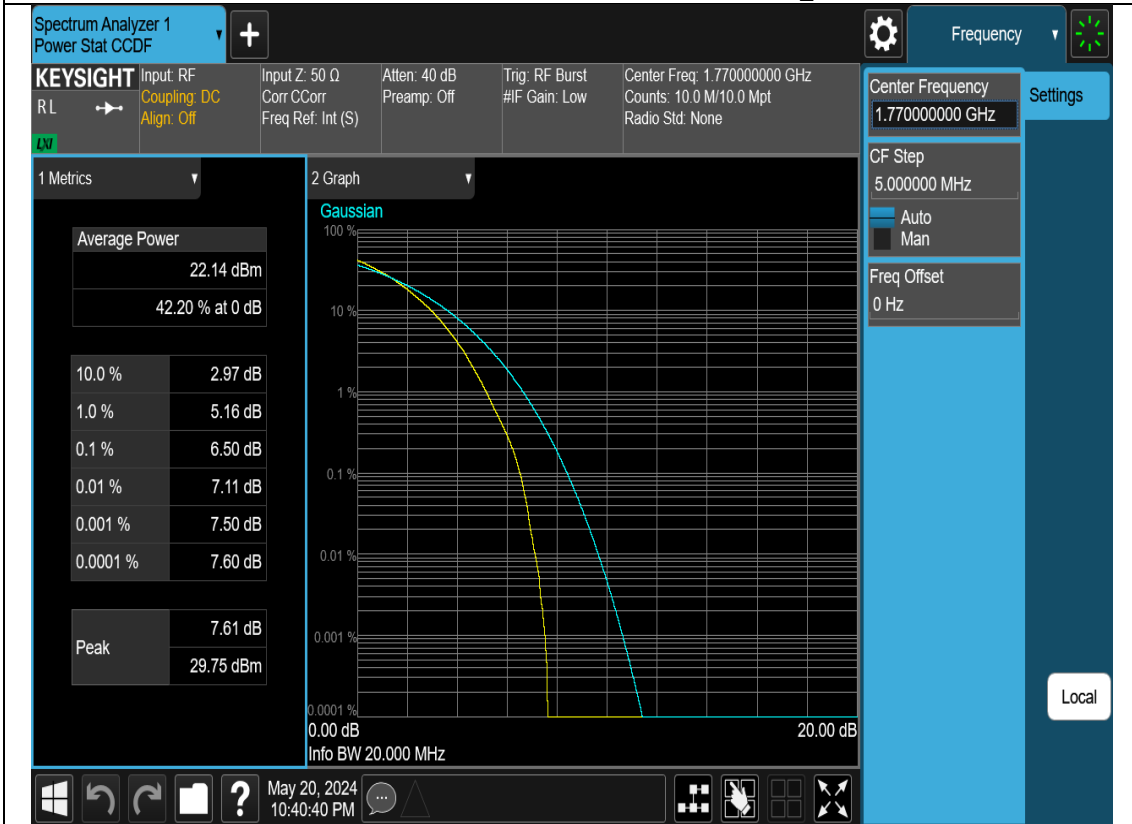 Spectrum Analyzer 1
Power Stat CCDF
+
Frequency
KEYSIGHT
RL
LXI
Input: RF
Coupling: DC
Align: Off
Input Z: 50 Ω
Corr CCorr
Freq Ref: Int (S)
Atten: 40 dB
Preamp: Off
Trig: RF Burst
#IF Gain: Low
Center Freq: 1.770000000 GHz
Counts: 10.0 M/10.0 Mpt
Radio Std: None
Center Frequency
1.770000000 GHz
Settings
CF Step
5.000000 MHz
Auto
Man
Freq Offset
0 Hz
Local
1 Metrics
Average Power
22.14 dBm
42.20 % at 0 dB
10.0 % 2.97 dB
1.0 % 5.16 dB
0.1 % 6.50 dB
0.01 % 7.11 dB
0.001 % 7.50 dB
0.0001 % 7.60 dB
Peak
7.61 dB
29.75 dBm
2 Graph
Gaussian
100 %
10 %
1 %
0.1 %
0.01 %
0.001 %
0.0001 %
0.00 dB 20.00 dB
Info BW 20.000 MHz
?
May 20, 2024
10:40:40 PM